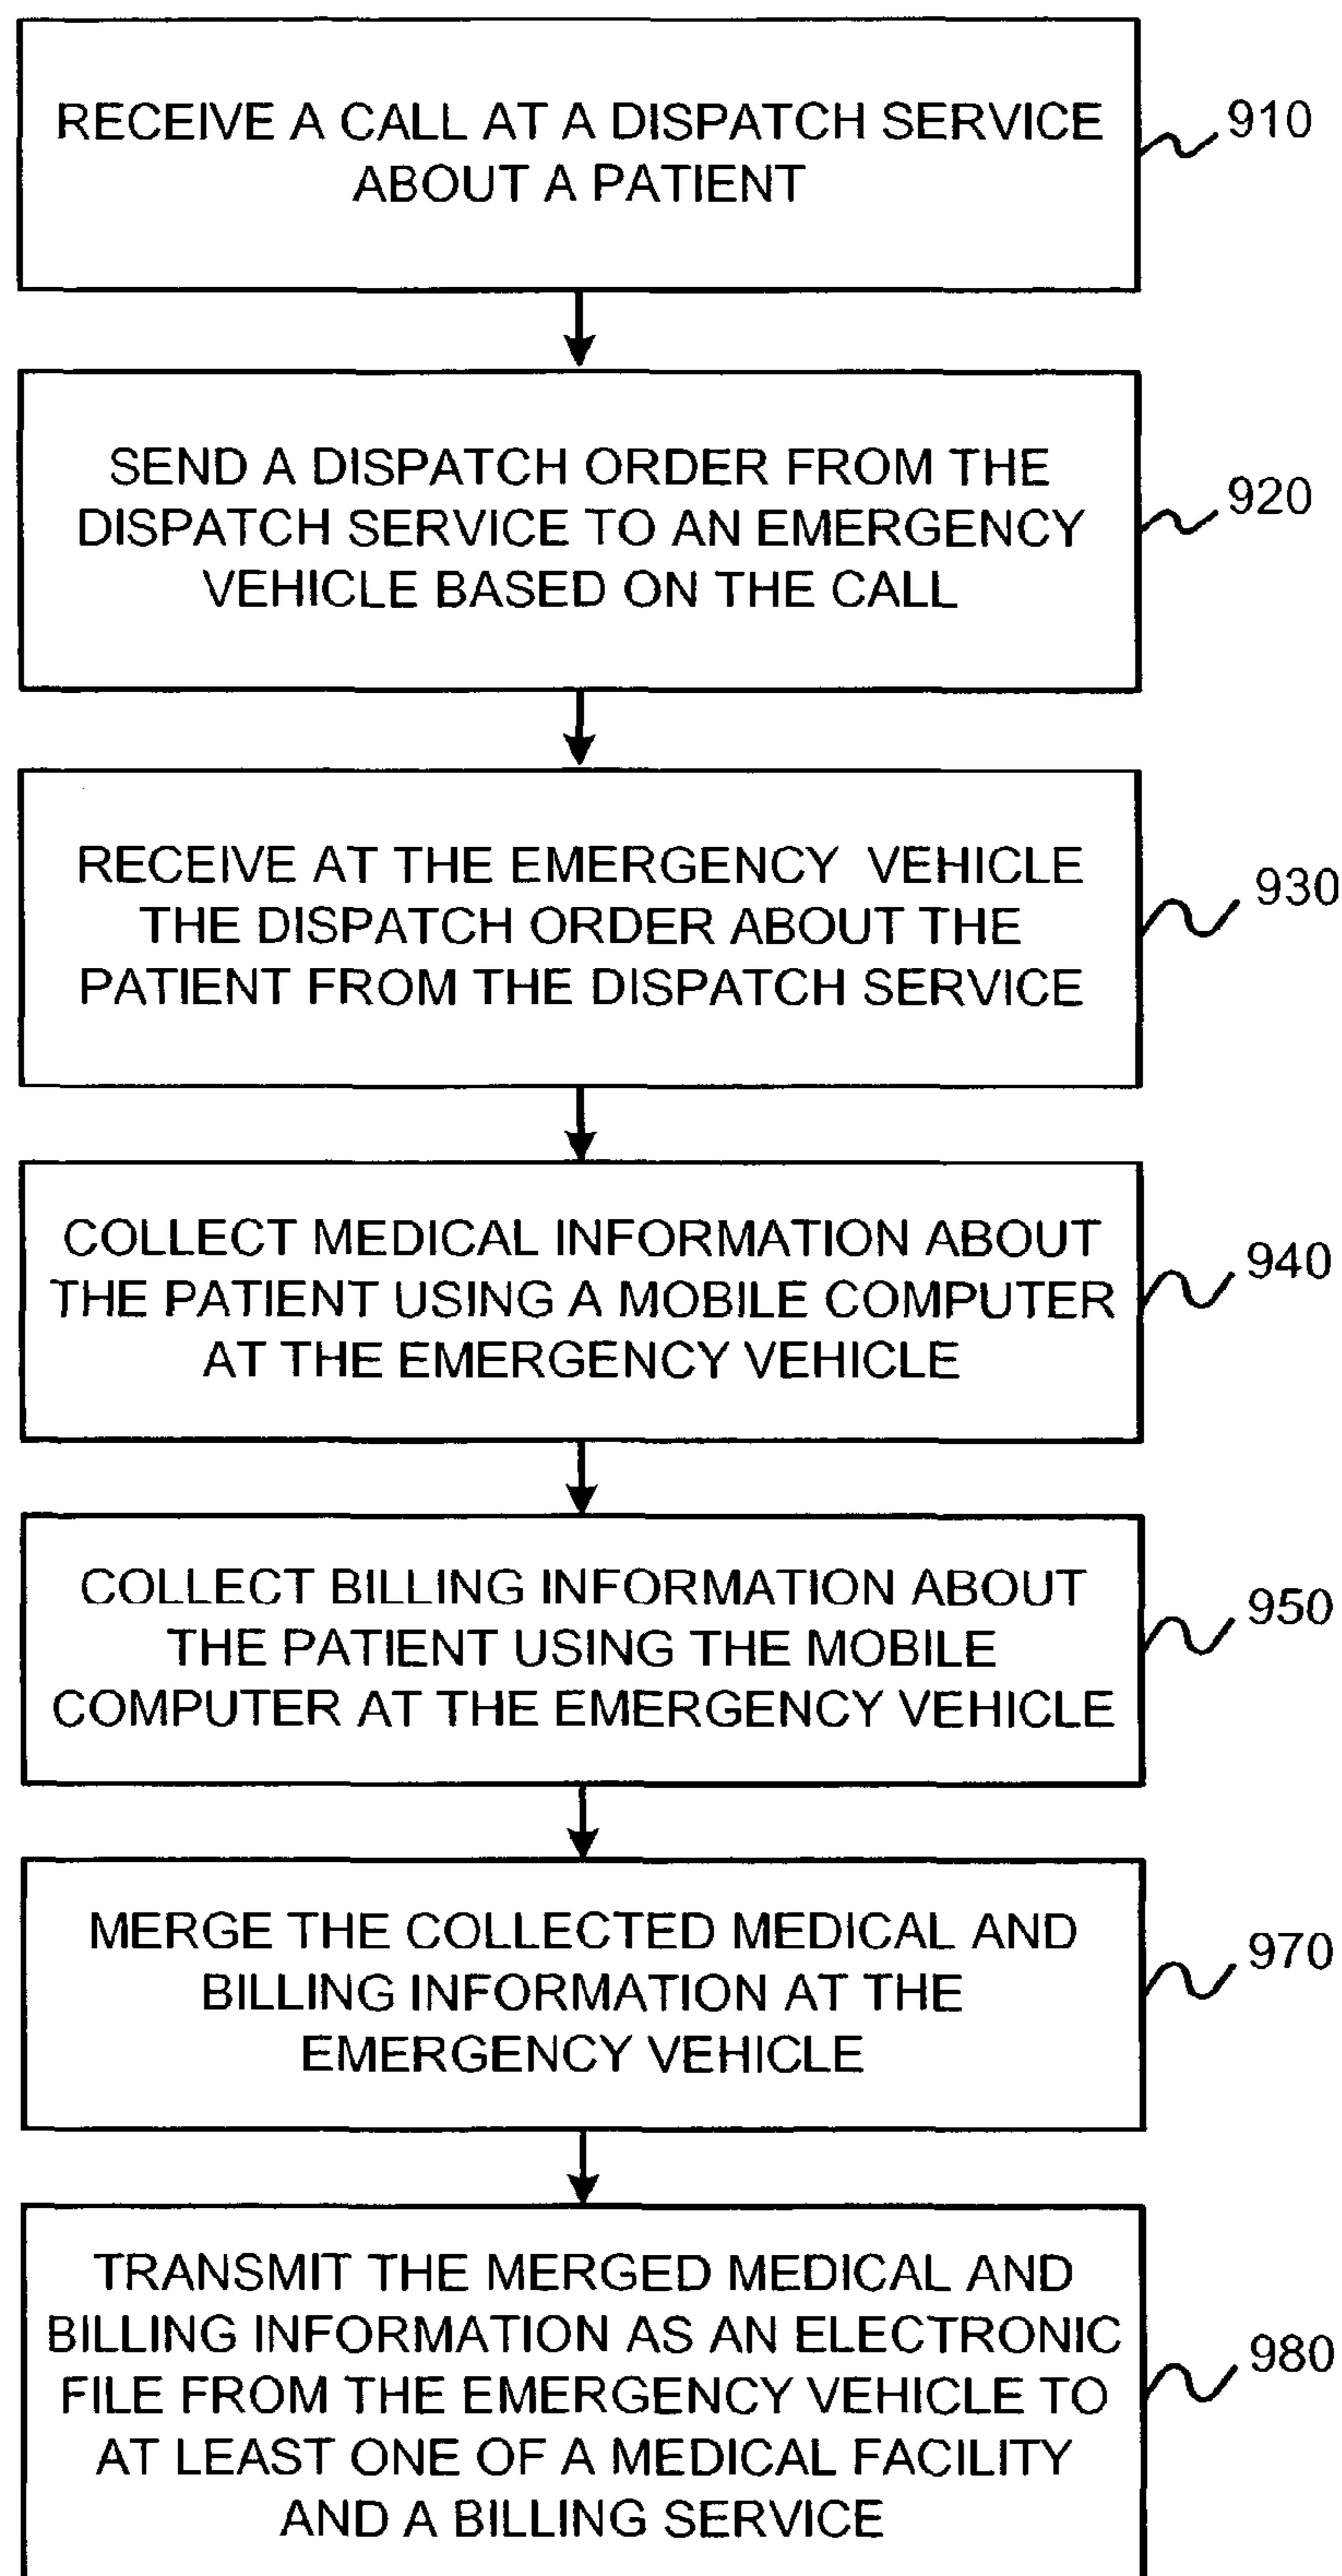 RECEIVE A CALL AT A DISPATCH SERVICE
ABOUT A PATIENT
910
SEND A DISPATCH ORDER FROM THE
DISPATCH SERVICE TO AN EMERGENCY
VEHICLE BASED ON THE CALL
920
RECEIVE AT THE EMERGENCY VEHICLE
THE DISPATCH ORDER ABOUT THE
PATIENT FROM THE DISPATCH SERVICE
930
COLLECT MEDICAL INFORMATION ABOUT
THE PATIENT USING A MOBILE COMPUTER
AT THE EMERGENCY VEHICLE
940
COLLECT BILLING INFORMATION ABOUT
THE PATIENT USING THE MOBILE
COMPUTER AT THE EMERGENCY VEHICLE
950
MERGE THE COLLECTED MEDICAL AND
BILLING INFORMATION AT THE
EMERGENCY VEHICLE
970
TRANSMIT THE MERGED MEDICAL AND
BILLING INFORMATION AS AN ELECTRONIC
FILE FROM THE EMERGENCY VEHICLE TO
AT LEAST ONE OF A MEDICAL FACILITY
AND A BILLING SERVICE
980